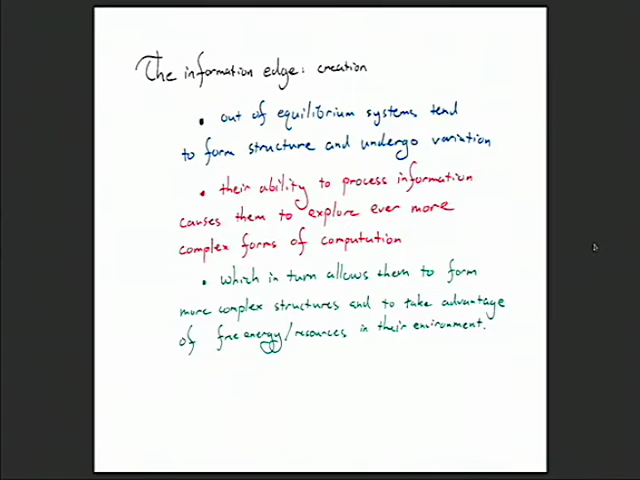 The information edge: creation
• out of equilibrium systems tend
to form structure and undergo variation
• their ability to process information
causes them to explore ever more
complex forms of computation
• which in turn allows them to form
more complex structures and to take advantage
of free energy/resources in their environment.